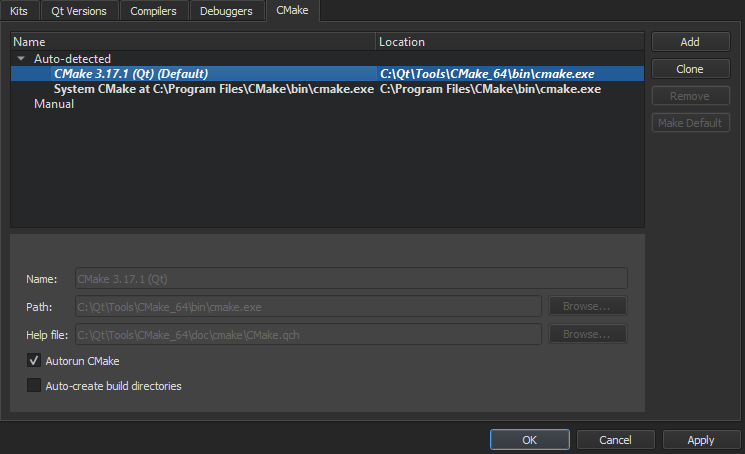 Kits Qt Versions Compilers Debuggers CMake
Name Location
Add
Auto-detected
CMake 3.17.1 (Qt) (Default) C:\Qt\Tools\CMake_64\bin\cmake.exe
Clone
System CMake at C:\Program Files\CMake\bin\cmake.exe C:\Program Files\CMake\bin\cmake.exe
Remove
Manual
Make Default
Name: CMake 3.17.1 (Qt)
Path: C:\Qt\Tools\CMake_64\bin\cmake.exe Browse...
Help file: C:\Qt\Tools\CMake_64\doc\cmake\CMake.qch Browse...
Autorun CMake
Auto-create build directories
OK Cancel Apply